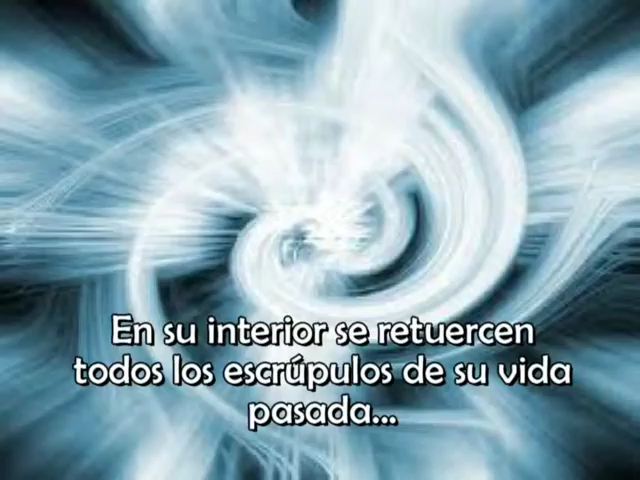 En su interior se retuercen
todos los escrúpulos de su vida
pasada...